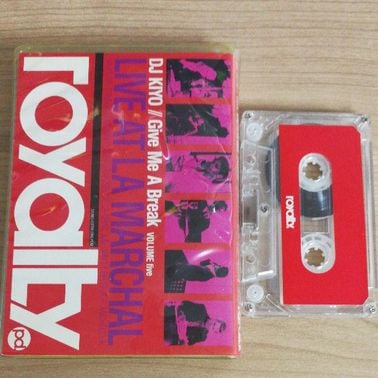 royalty
DJ KIYO // Give Me A Break VOLUME five
LIVE AT LA MARCHAL
royalty